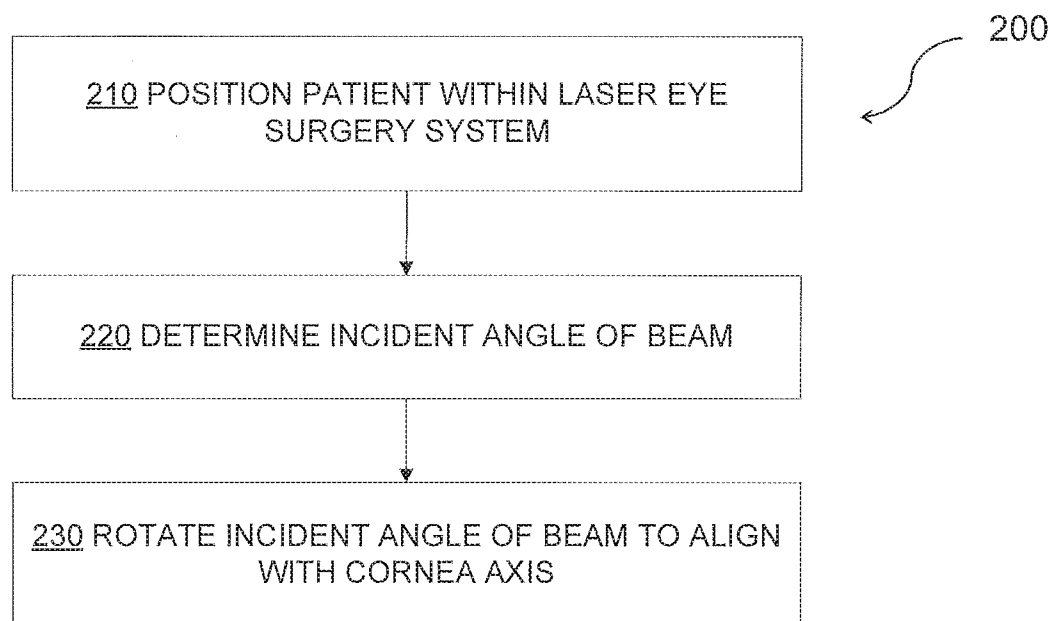 200
210 POSITION PATIENT WITHIN LASER EYE
SURGERY SYSTEM
220 DETERMINE INCIDENT ANGLE OF BEAM
230 ROTATE INCIDENT ANGLE OF BEAM TO ALIGN
WITH CORNEA AXIS